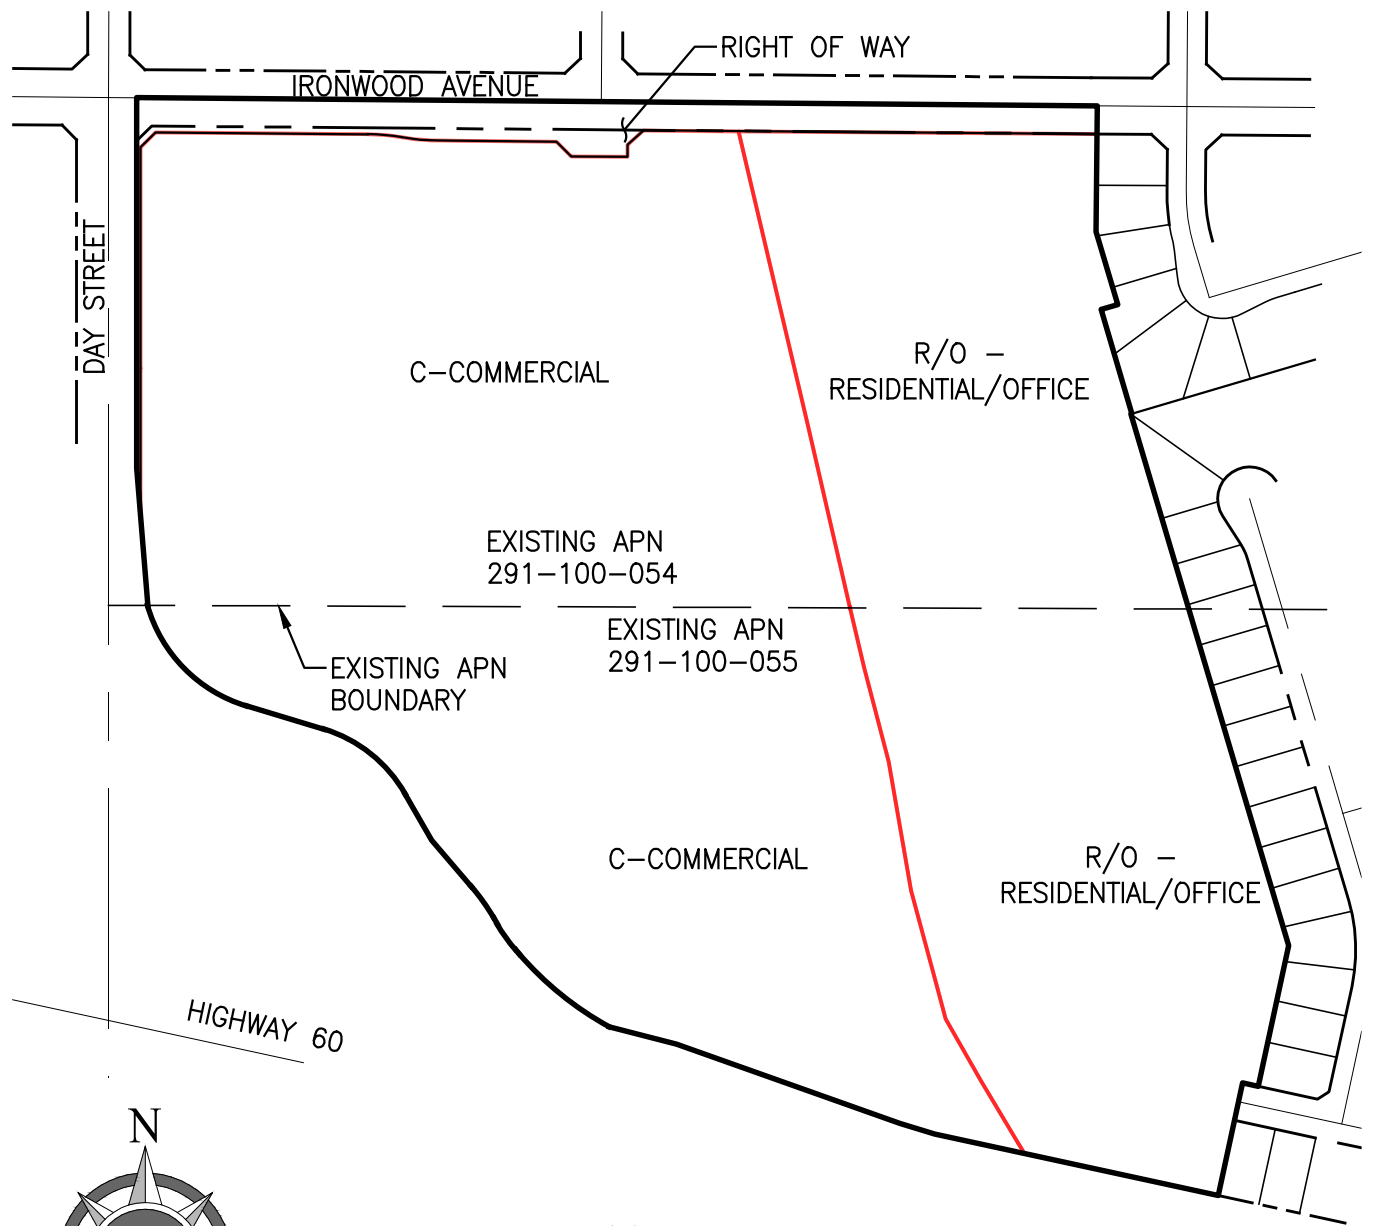 RIGHT OF WAY
IRONWOOD AVENUE
DAY STREET
C-COMMERCIAL
R/O -
RESIDENTIAL/OFFICE
EXISTING APN
291-100-054
EXISTING APN
291-100-055
EXISTING APN
BOUNDARY
C-COMMERCIAL
R/O -
RESIDENTIAL/OFFICE
HIGHWAY 60
N